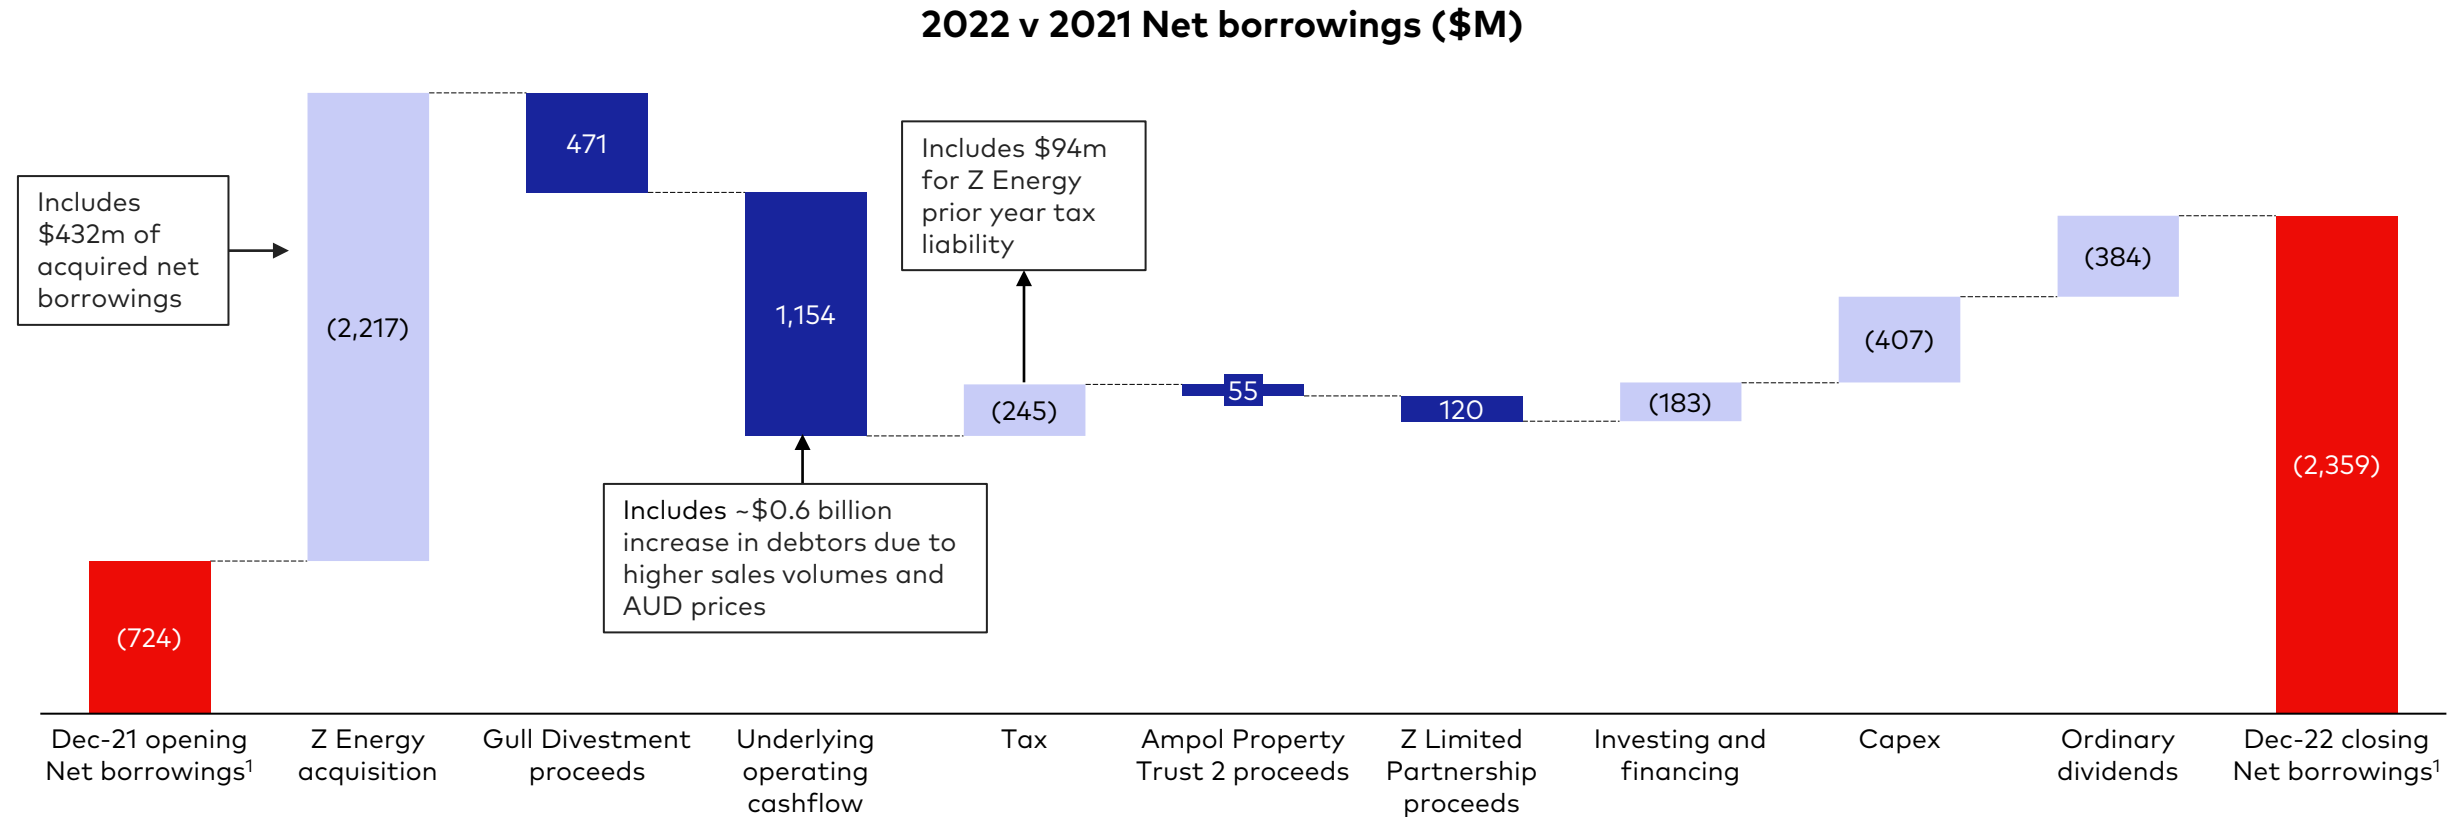 2022 v 2021 Net borrowings ($M)
Includes
$432m of
acquired net
borrowings
(2,217)
471
1,154
Includes $94m
for Z Energy
prior year tax
liability
(245)
55
120
(183)
(407)
(384)
(2,359)
(724)
Includes ~$0.6 billion
increase in debtors due to
higher sales volumes and
AUD prices
Dec-21 opening
Net borrowings¹
Z Energy
acquisition
Gull Divestment
proceeds
Underlying
operating
cashflow
Tax
Ampol Property
Trust 2 proceeds
Z Limited
Partnership
proceeds
Investing and
financing
Capex
Ordinary
dividends
Dec-22 closing
Net borrowings¹